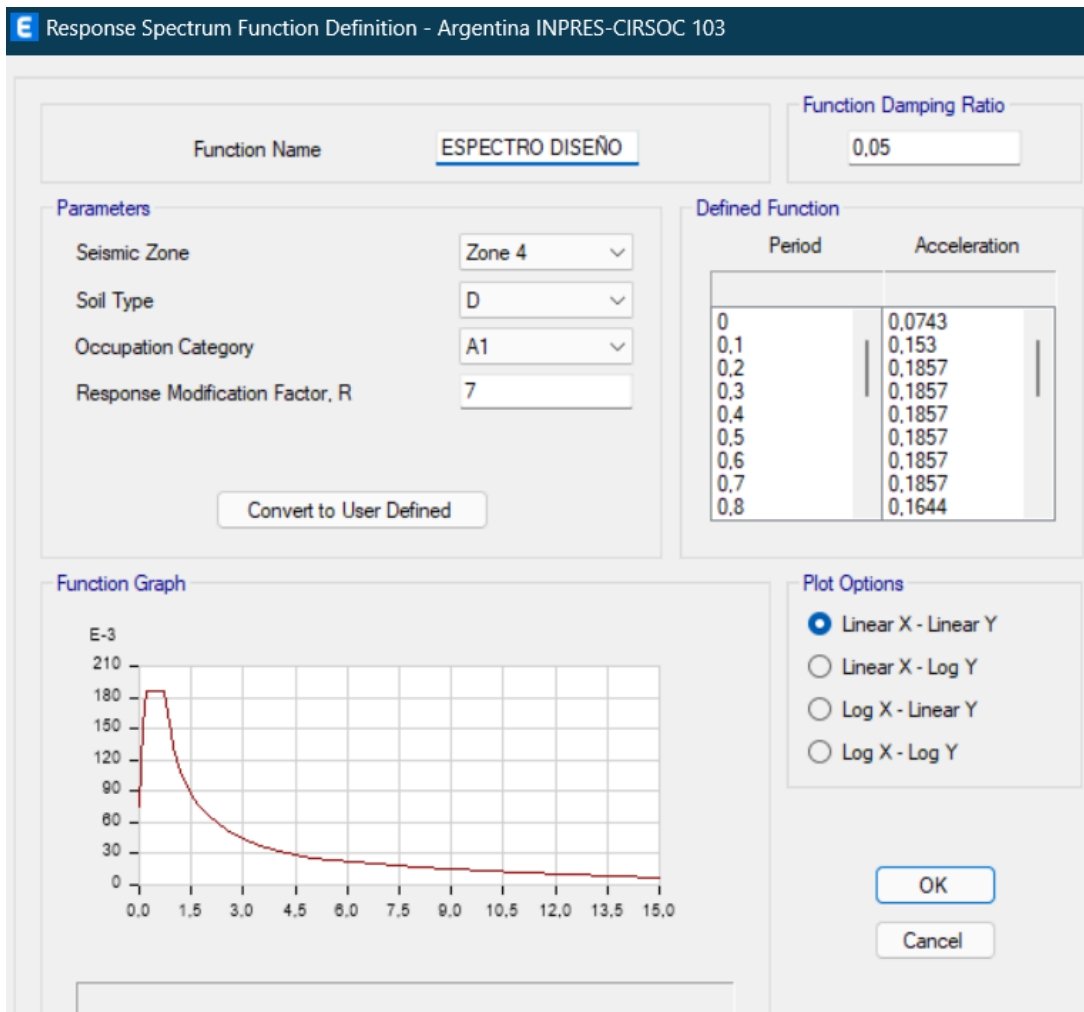 E Response Spectrum Function Definition - Argentina INPRES-CIRSOC 103
Function Name ESPECTRO DISEÑO
Function Damping Ratio
0,05
Parameters
Seismic Zone Zone 4
Soil Type D
Occupation Category A1
Response Modification Factor, R 7
Convert to User Defined
Defined Function
Period Acceleration
0 0,0743
0,1 0,153
0,2 0,1857
0,3 0,1857
0,4 0,1857
0,5 0,1857
0,6 0,1857
0,7 0,1857
0,8 0,1644
Function Graph
E-3
210
180
150
120
90
60
30
0
0,0 1,5 3,0 4,5 6,0 7,5 9,0 10,5 12,0 13,5 15,0
Plot Options
Linear X - Linear Y
Linear X - Log Y
Log X - Linear Y
Log X - Log Y
OK
Cancel